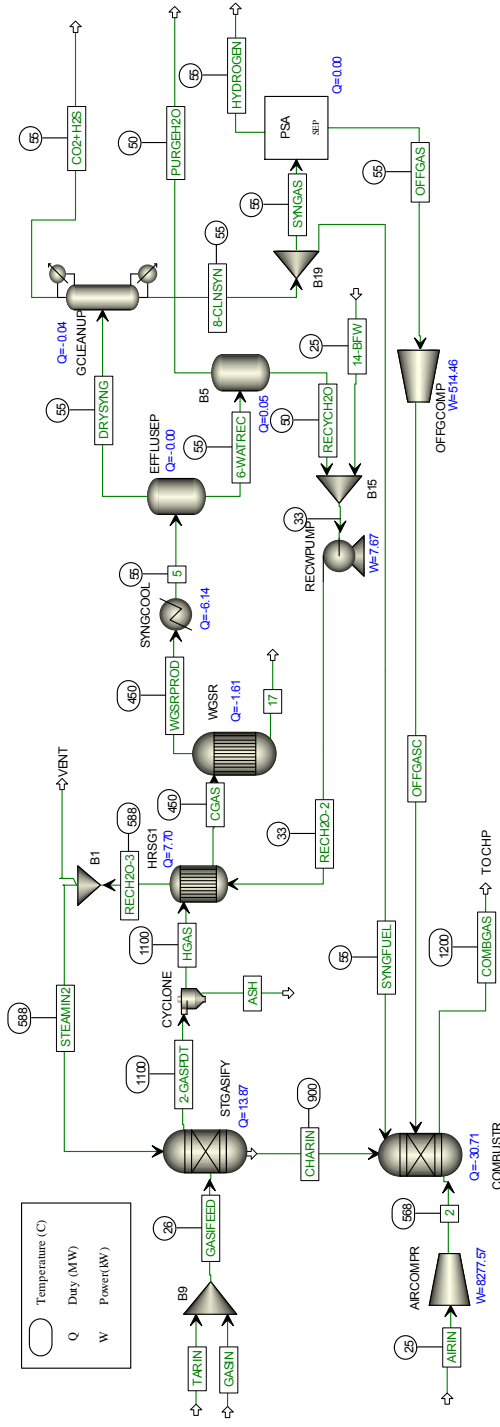 Temperature (C)
Q Duty (MW)
W Power(kW)
TARIN
GASIN
B9
26
GASIFEED
STGASIFY
Q=13.87
588
STEAMIN2
VENT
B1
RECH2O-3
588
1100
2-GASPDT
CYCLONE
ASH
1100
HGAS
HRSG1
Q=7.70
450
CGAS
WGSR
Q=-1.61
17
450
WGSRPROD
SYNGCOOL
Q=-6.14
55
5
EFFLUSEP
Q=-0.00
55
DRYSYNG
GCLEANUP
Q=-0.04
55
CO2+H2S
50
PURGEH2O
55
6-WATREC
B5
Q=0.05
55
8-CLNSYN
B19
55
SYNGAS
PSA
SEP
Q=0.00
55
HYDROGEN
55
OFFGAS
50
RECYCH2O
25
14-BFW
B15
33
RECWPUMP
W=7.67
33
RECH2O-2
900
CHARIN
55
SYNGFUEL
OFFGCOMP
W=514.46
OFFGASC
25
AIRIN
AIRCOMPR
W=8277.57
568
2
COMBUSTR
Q=-30.71
1200
COMBGAS
TOCHP